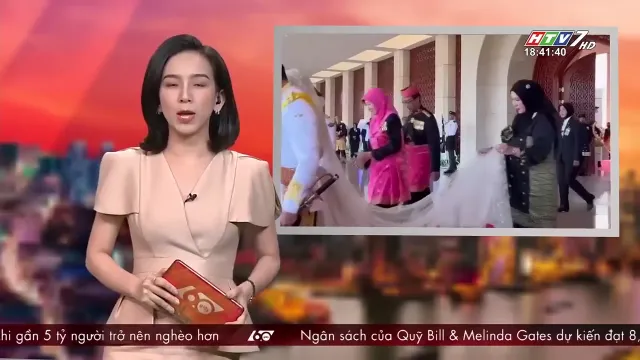 HTV7 HD
18:41:40
hi gần 5 tỷ người trở nên nghèo hơn 60 Ngân sách của Quỹ Bill & Melinda Gates dự kiến đạt 8,